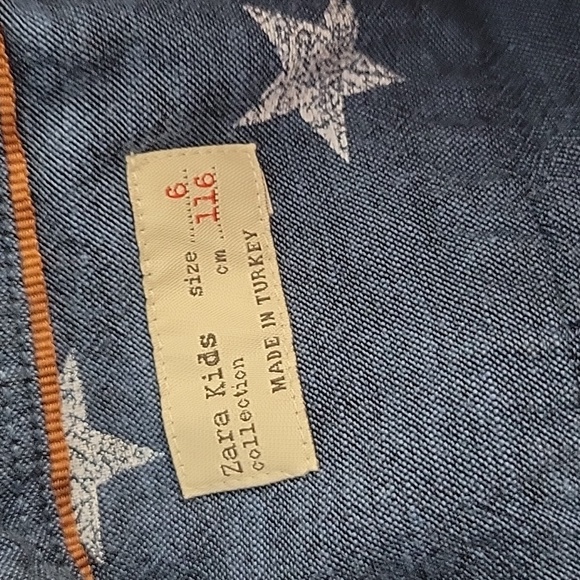 Zara Kids size ......6...
collection cm ...116.
MADE IN TURKEY